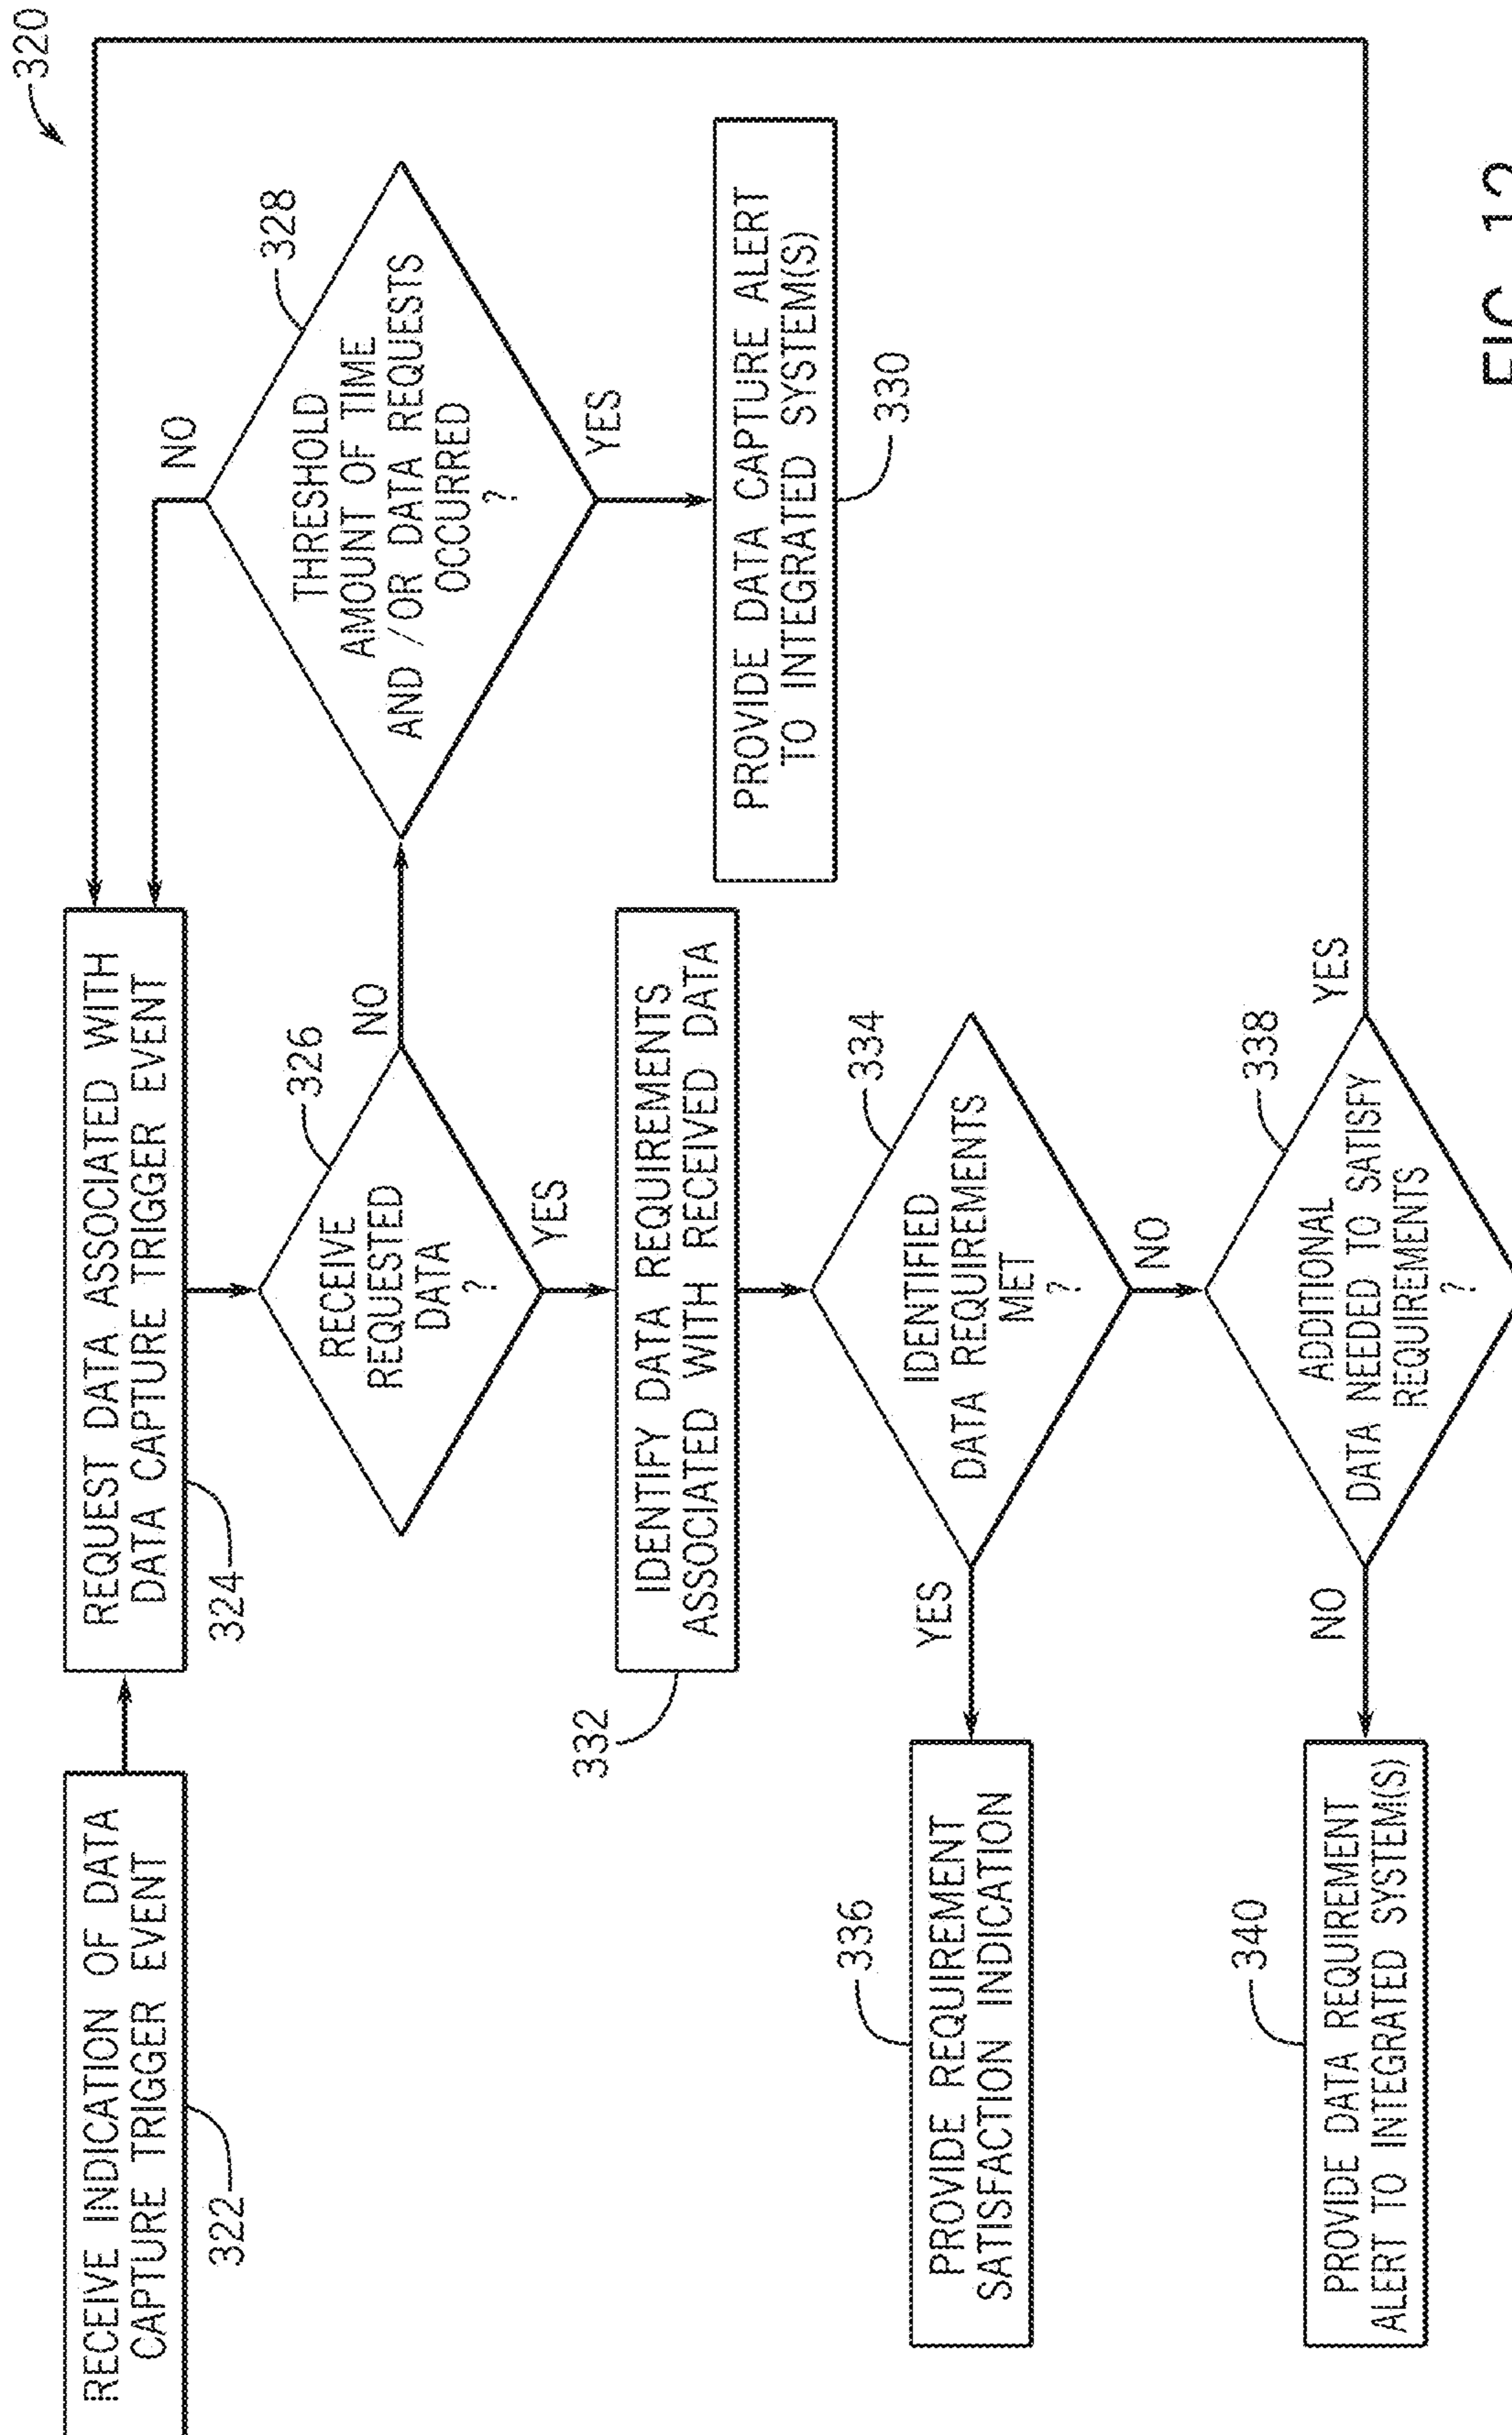 320
RECEIVE INDICATION OF DATA
CAPTURE TRIGGER EVENT
322
REQUEST DATA ASSOCIATED WITH
DATA CAPTURE TRIGGER EVENT
324
RECEIVE
REQUESTED
DATA
?
326
NO
YES
THRESHOLD
AMOUNT OF TIME
AND /OR DATA REQUESTS
OCCURRED
?
328
NO
YES
PROVIDE DATA CAPTURE ALERT
TO INTEGRATED SYSTEM(S)
330
IDENTIFY DATA REQUIREMENTS
ASSOCIATED WITH RECEIVED DATA
332
IDENTIFIED
DATA REQUIREMENTS
MET
?
334
YES
NO
PROVIDE REQUIREMENT
SATISFACTION INDICATION
336
ADDITIONAL
DATA NEEDED TO SATISFY
REQUIREMENTS
?
338
YES
NO
PROVIDE DATA REQUIREMENT
ALERT TO INTEGRATED SYSTEM(S)
340
FIG. 12